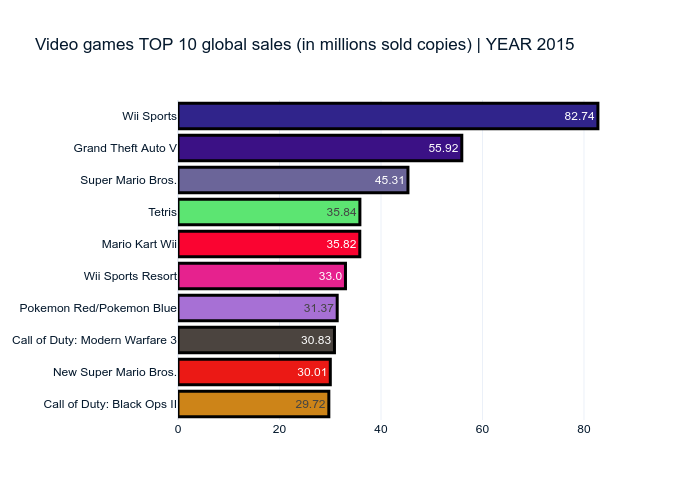 Video games TOP 10 global sales (in millions sold copies) | YEAR 2015
Wii Sports 82.74
Grand Theft Auto V 55.92
Super Mario Bros. 45.31
Tetris 35.84
Mario Kart Wii 35.82
Wii Sports Resort 33.0
Pokemon Red/Pokemon Blue 31.37
Call of Duty: Modern Warfare 3 30.83
New Super Mario Bros. 30.01
Call of Duty: Black Ops II 29.72
0 20 40 60 80